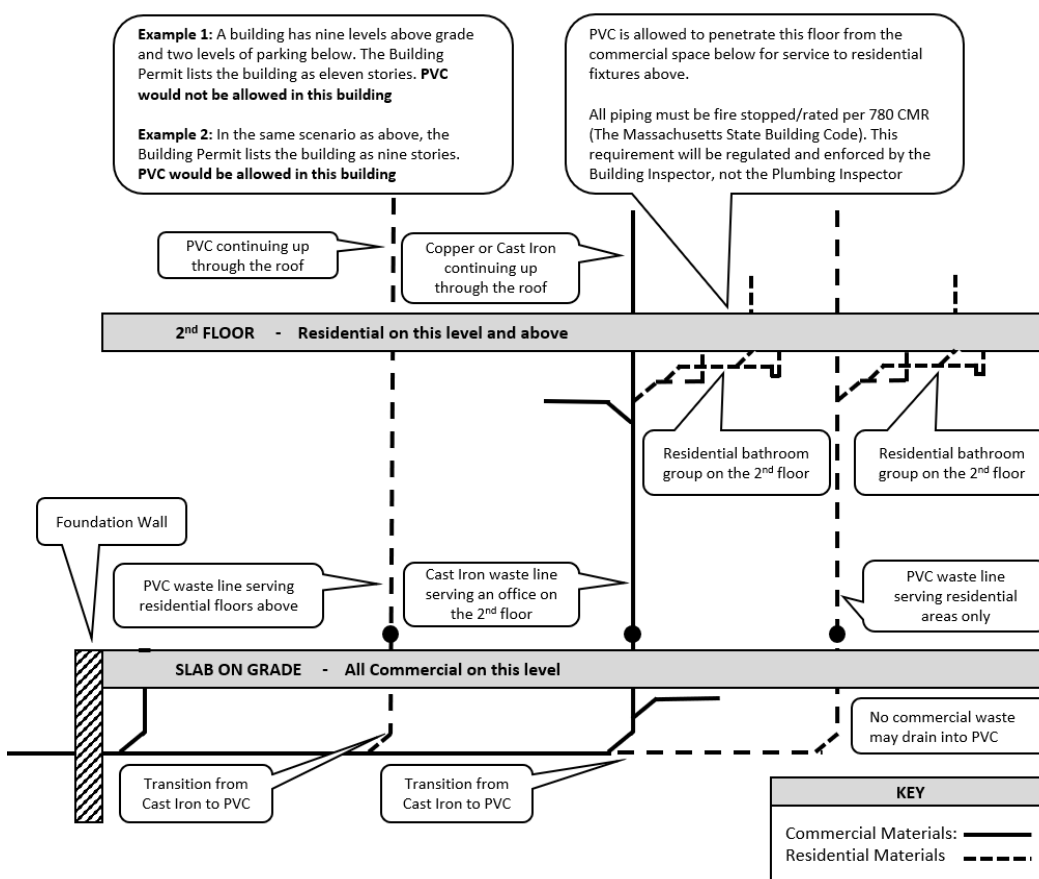 Example 1: A building has nine levels above grade
and two levels of parking below. The Building
Permit lists the building as eleven stories. PVC
would not be allowed in this building
Example 2: In the same scenario as above, the
Building Permit lists the building as nine stories.
PVC would be allowed in this building
PVC is allowed to penetrate this floor from the
commercial space below for service to residential
fixtures above.
All piping must be fire stopped/rated per 780 CMR
(The Massachusetts State Building Code). This
requirement will be regulated and enforced by the
Building Inspector, not the Plumbing Inspector
PVC continuing up
through the roof
Copper or Cast Iron
continuing up
through the roof
2nd FLOOR - Residential on this level and above
Residential bathroom
group on the 2nd floor
Residential bathroom
group on the 2nd floor
Foundation Wall
PVC waste line serving
residential floors above
Cast Iron waste line
serving an office on
the 2nd floor
PVC waste line
serving residential
areas only
SLAB ON GRADE - All Commercial on this level
No commercial waste
may drain into PVC
Transition from
Cast Iron to PVC
Transition from
Cast Iron to PVC
KEY
Commercial Materials:
Residential Materials